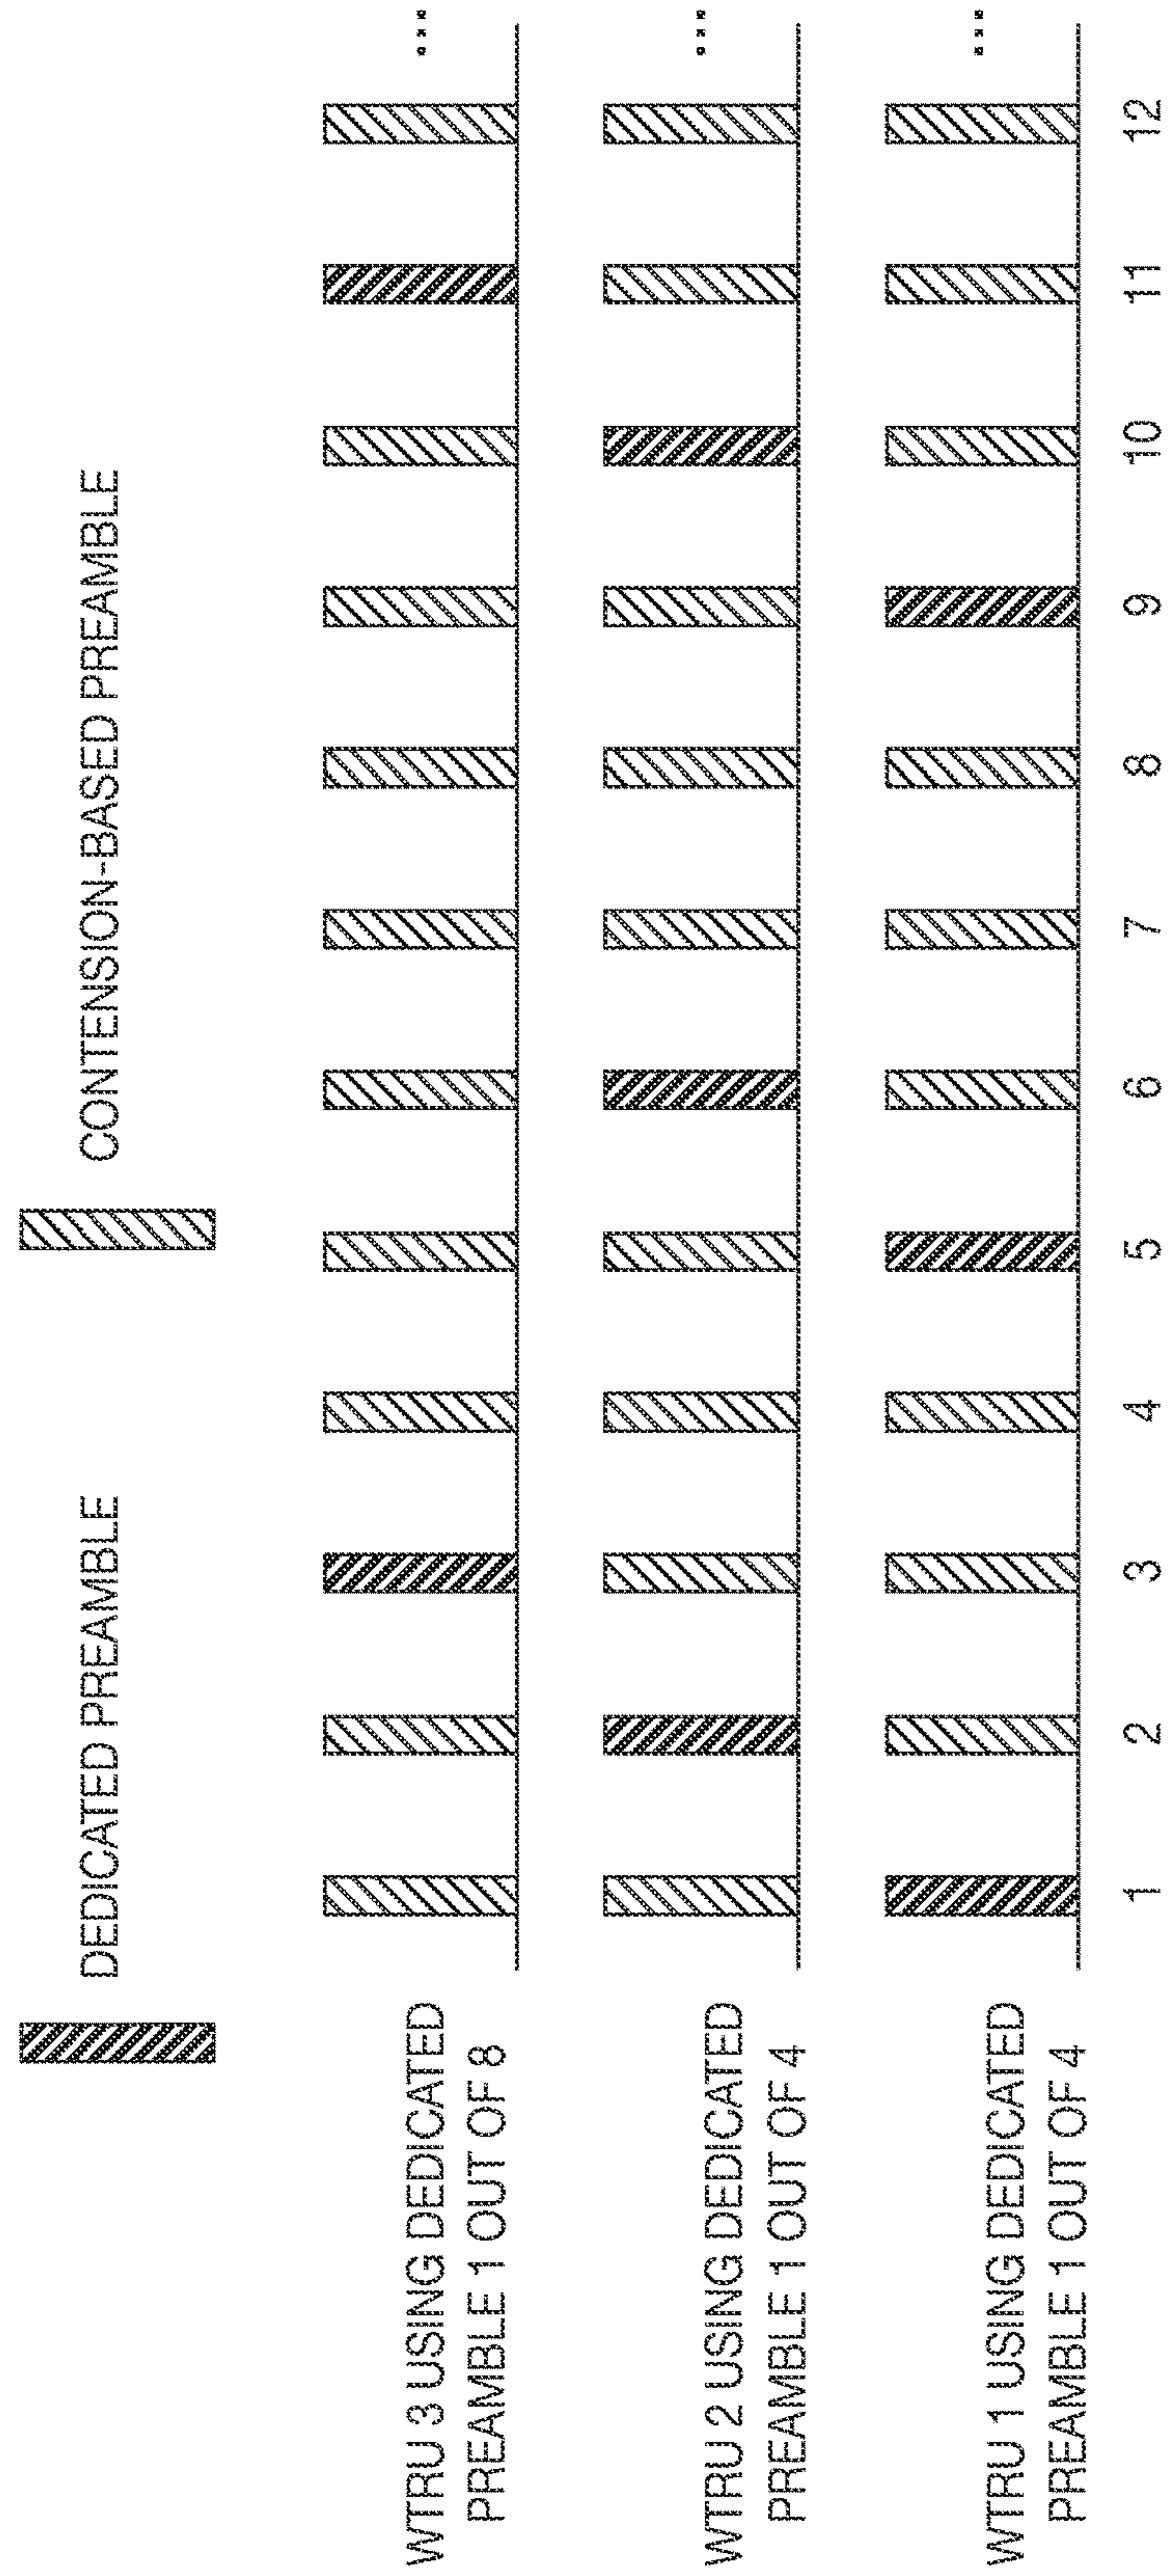 DEDICATED PREAMBLE
CONTENSION-BASED PREAMBLE
WTRU 3 USING DEDICATED
PREAMBLE 1 OUT OF 8
WTRU 2 USING DEDICATED
PREAMBLE 1 OUT OF 4
WTRU 1 USING DEDICATED
PREAMBLE 1 OUT OF 4
1 2 3 4 5 6 7 8 9 10 11 12